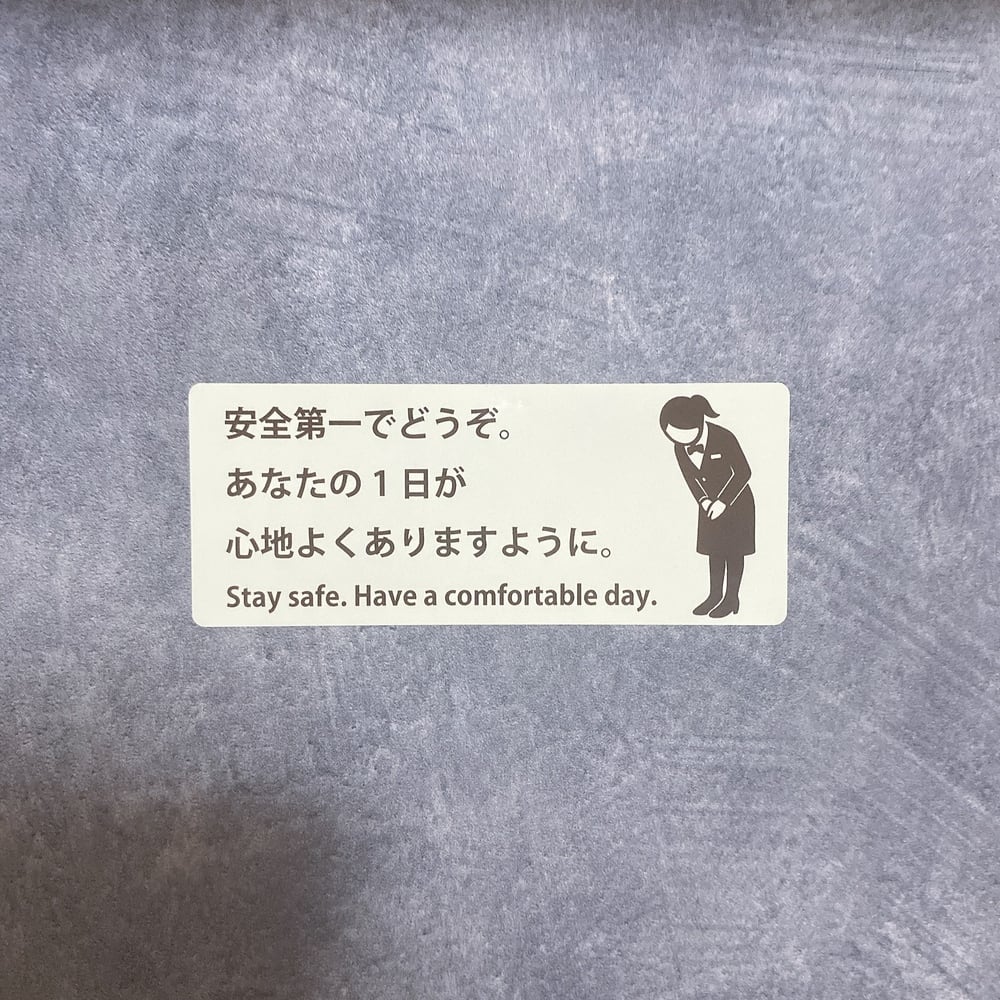 安全第一でどうぞ。
あなたの1日が
心地よくありますように。
Stay safe. Have a comfortable day.